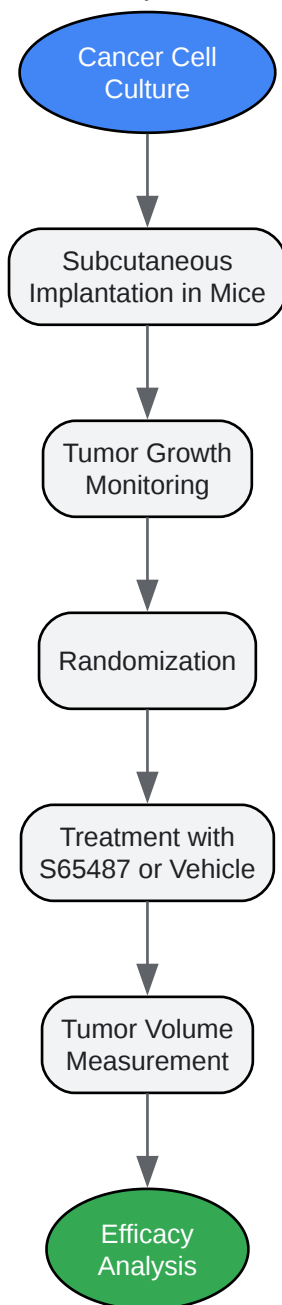 Cancer Cell
Culture
Subcutaneous
Implantation in Mice
Tumor Growth
Monitoring
Randomization
Treatment with
S65487 or Vehicle
Tumor Volume
Measurement
Efficacy
Analysis